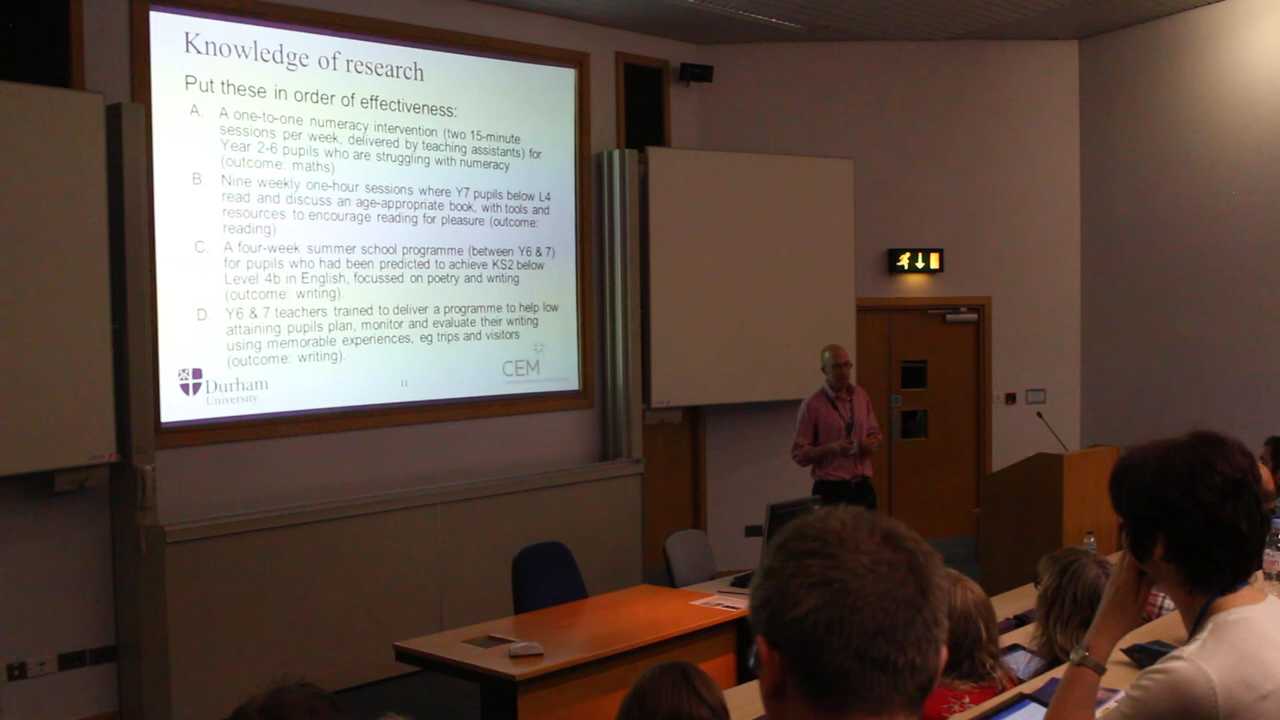 Knowledge of research
Put these in order of effectiveness:
A. A one-to-one numeracy intervention (two 15-minute
sessions per week, delivered by teaching assistants) for
Year 2-6 pupils who are struggling with numeracy
(outcome: maths)
B. Nine weekly one-hour sessions where Y7 pupils below L4
read and discuss an age-appropriate book, with tools and
resources to encourage reading for pleasure (outcome:
reading)
C. A four-week summer school programme (between Y6 & 7)
for pupils who had been predicted to achieve KS2 below
Level 4b in English, focussed on poetry and writing
(outcome: writing).
D. Y6 & 7 teachers trained to deliver a programme to help low
attaining pupils plan, monitor and evaluate their writing
using memorable experiences, eg trips and visitors
(outcome: writing).
Durham
University
11
CEM